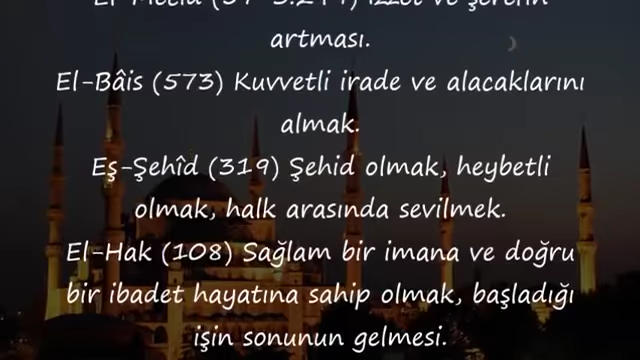 artması.
El-Bâis (573) Kuvvetli irade ve alacaklarını
almak.
Eş-Şehîd (319) Şehid olmak, heybetli
olmak, halk arasında sevilmek.
El-Hak (108) Sağlam bir imana ve doğru
bir ibadet hayatına sahip olmak, başladığı
işin sonunun gelmesi.